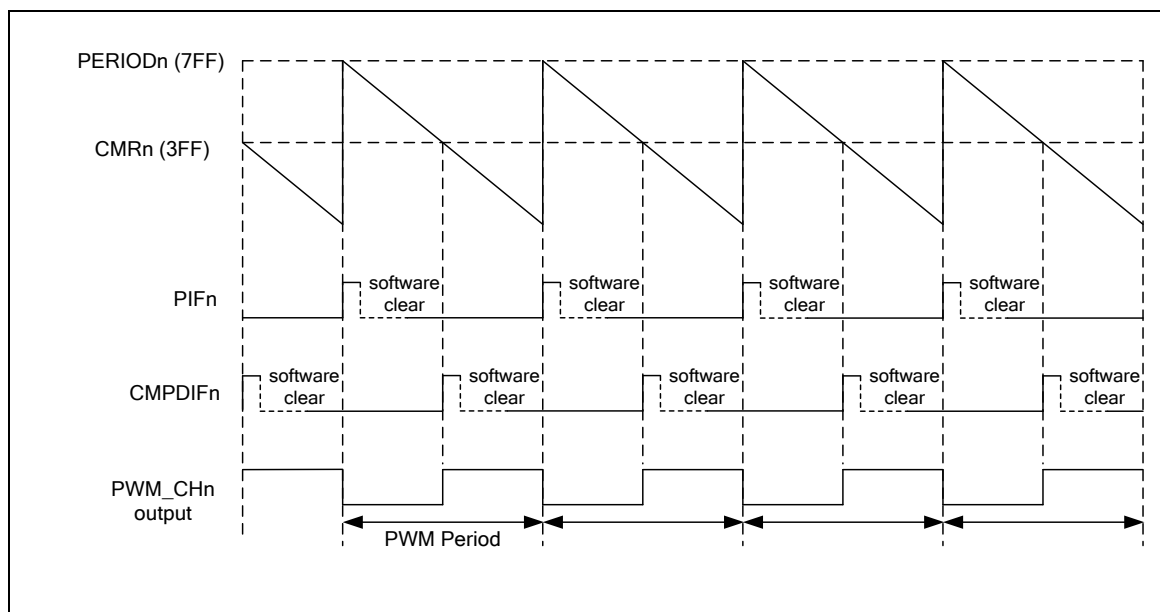 PERIODn (7FF)
CMRn (3FF)
PIFn
software
clear
software
clear
software
clear
software
clear
CMPDIFn
software
clear
software
clear
software
clear
software
clear
software
clear
PWM_CHn
output
PWM Period